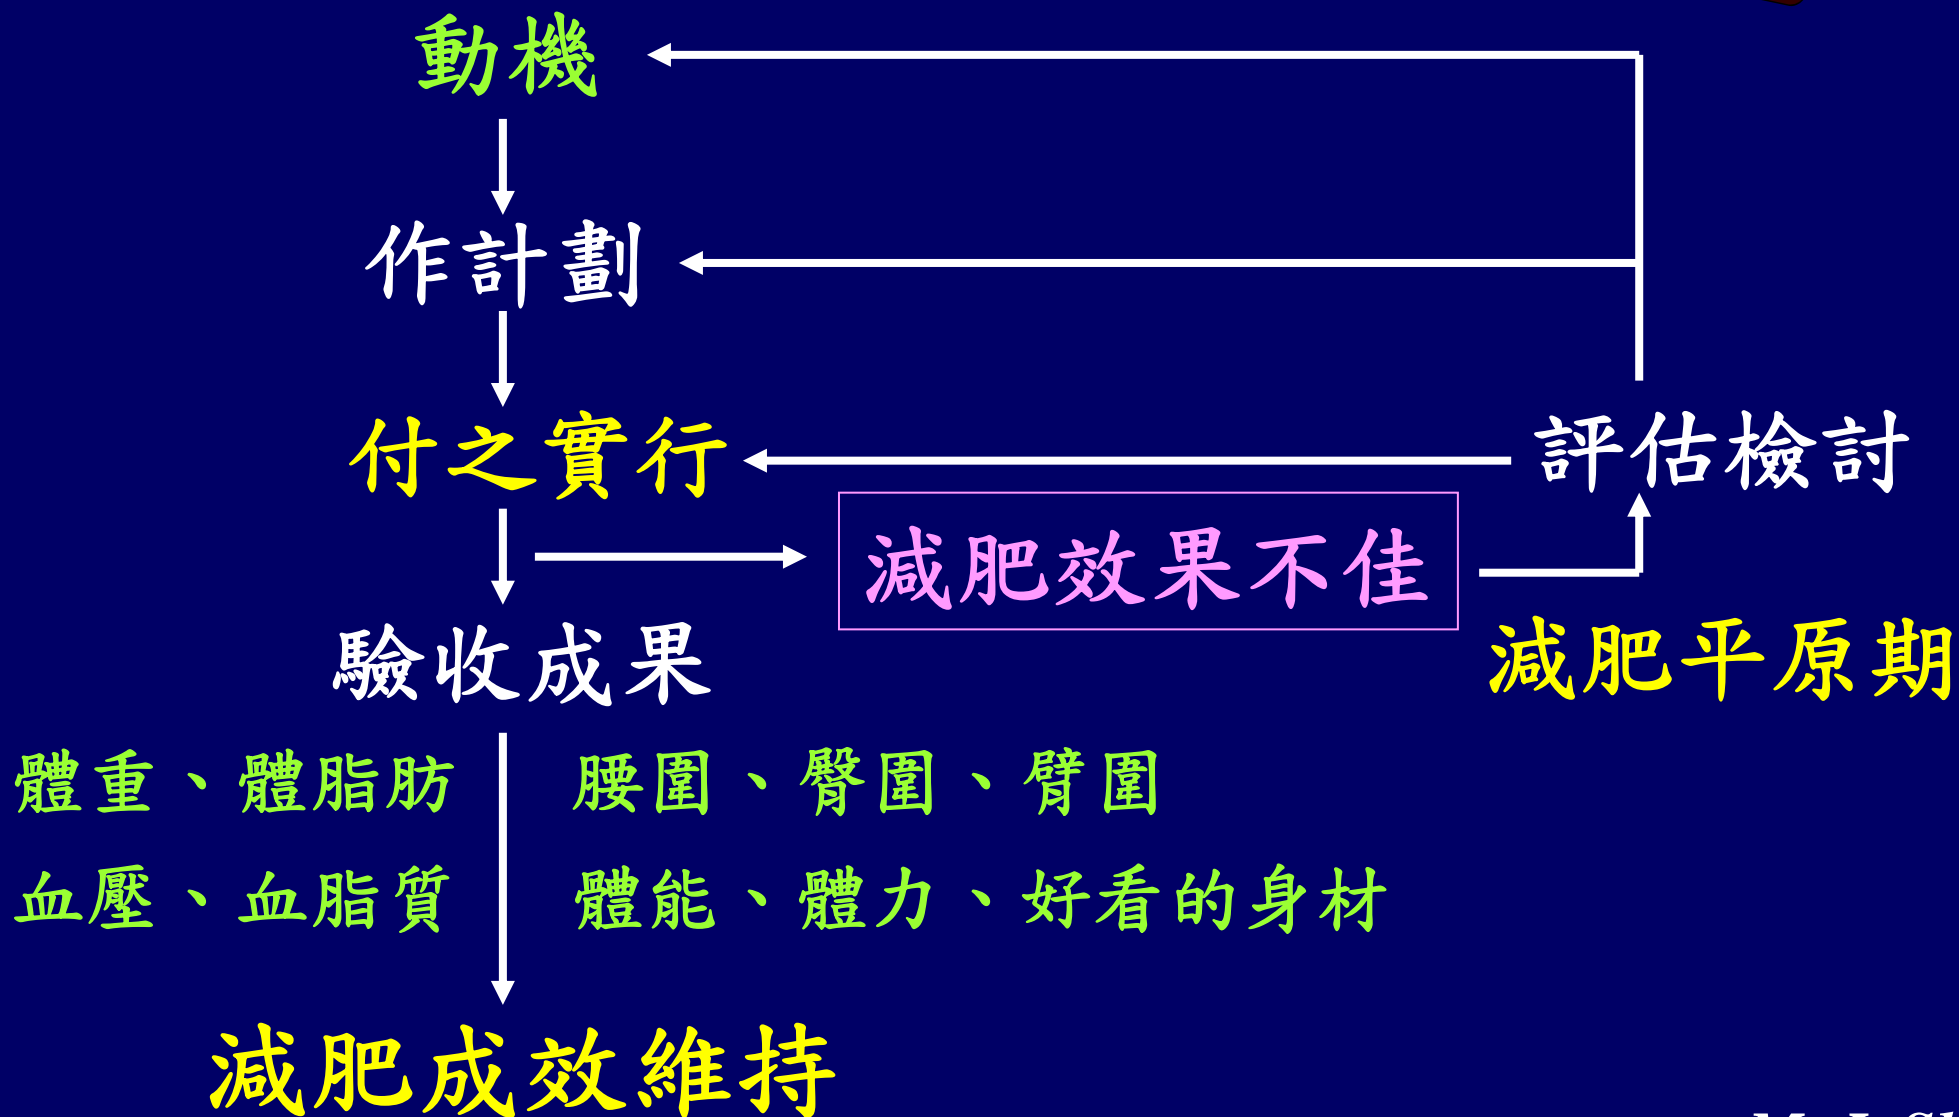 動機
作計劃
付之實行
評估檢討
減肥效果不佳
驗收成果
減肥平原期
體重、體脂肪 腰圍、臀圍、臂圍
血壓、血脂質 體能、體力、好看的身材
減肥成效維持